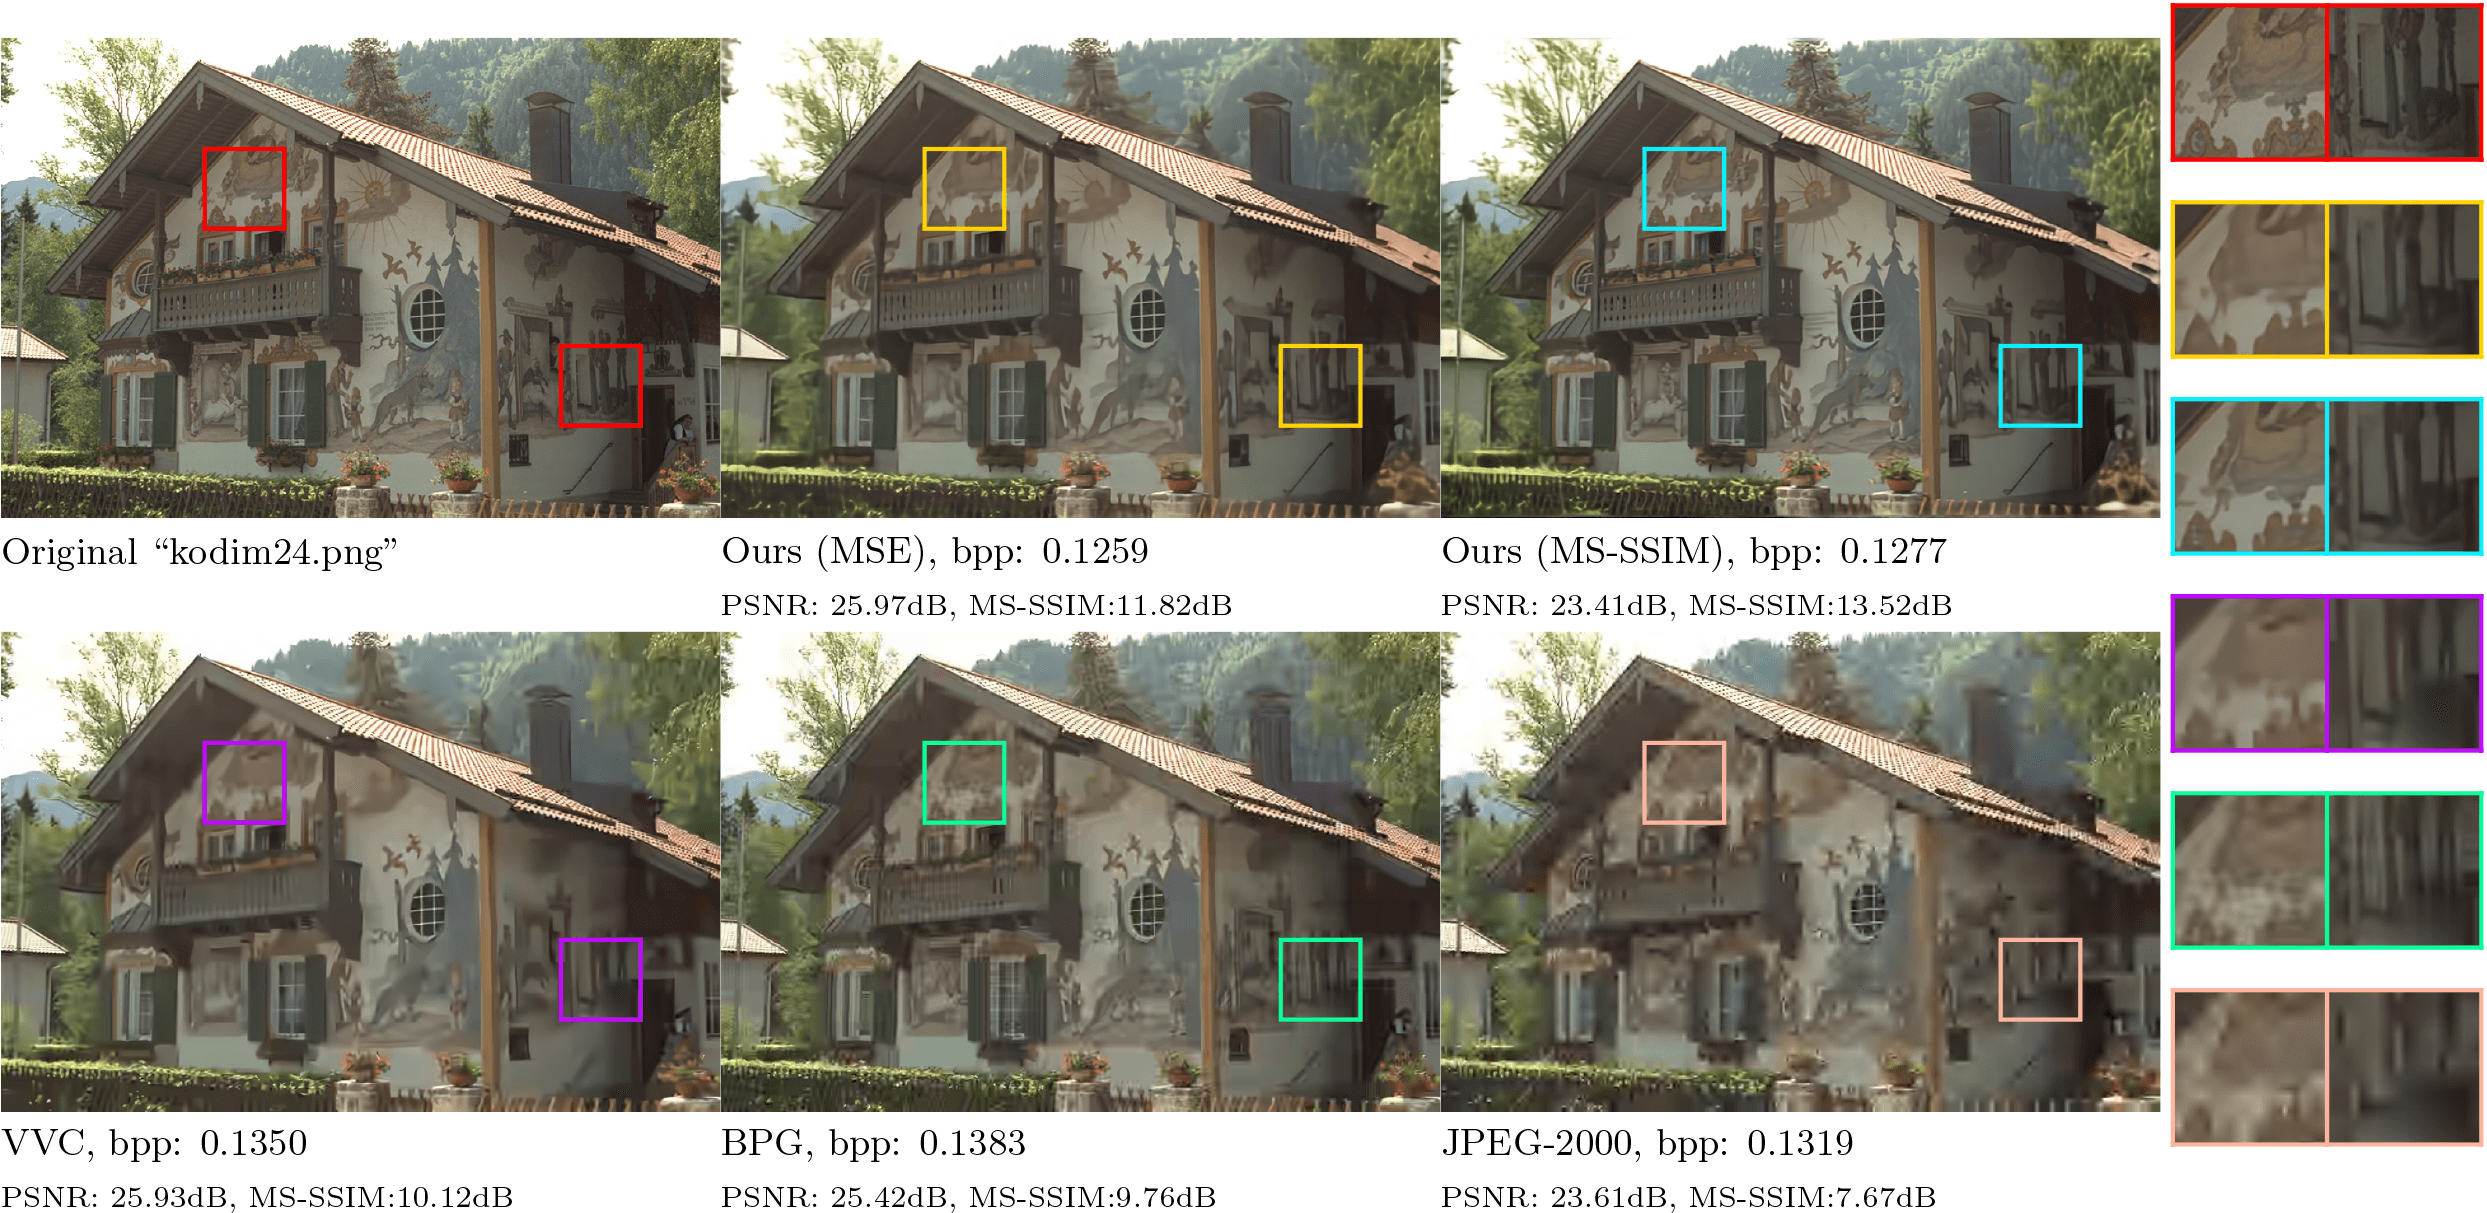 Original “kodim24.png”
Ours (MSE), bpp: 0.1259
PSNR: 25.97dB, MS-SSIM:11.82dB
Ours (MS-SSIM), bpp: 0.1277
PSNR: 23.41dB, MS-SSIM:13.52dB
VVC, bpp: 0.1350
PSNR: 25.93dB, MS-SSIM:10.12dB
BPG, bpp: 0.1383
PSNR: 25.42dB, MS-SSIM:9.76dB
JPEG-2000, bpp: 0.1319
PSNR: 23.61dB, MS-SSIM:7.67dB